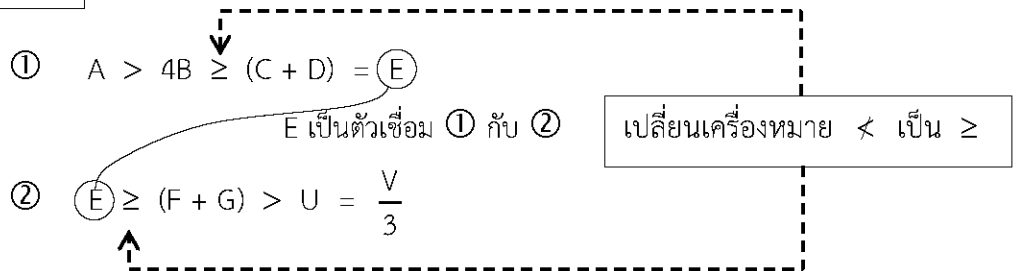 ① A > 4B ≥ (C + D) = E
E เป็นตัวเชื่อม ① กับ ②
เปลี่ยนเครื่องหมาย ≮ เป็น ≥
② E ≥ (F + G) > U = V/3